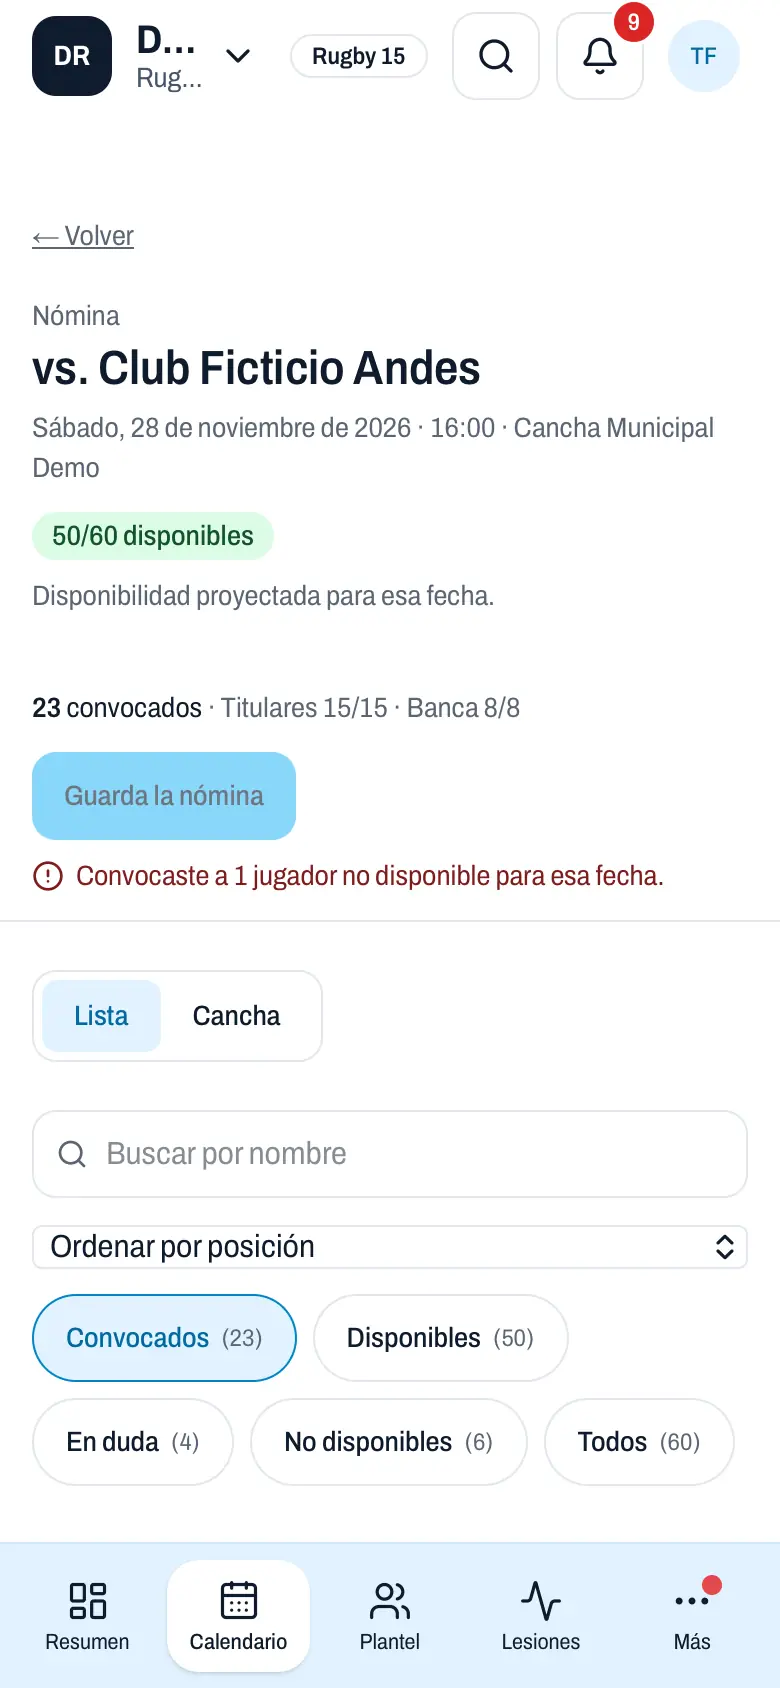 DR
D...
Rug...
Rugby 15
9
TF
← Volver
Nómina
vs. Club Ficticio Andes
Sábado, 28 de noviembre de 2026 · 16:00 · Cancha Municipal
Demo
50/60 disponibles
Disponibilidad proyectada para esa fecha.
23 convocados · Titulares 15/15 · Banca 8/8
Guarda la nómina
Convocaste a 1 jugador no disponible para esa fecha.
Lista
Cancha
Buscar por nombre
Ordenar por posición
Convocados (23)
Disponibles (50)
En duda (4)
No disponibles (6)
Todos (60)
Resumen
Calendario
Plantel
Lesiones
Más